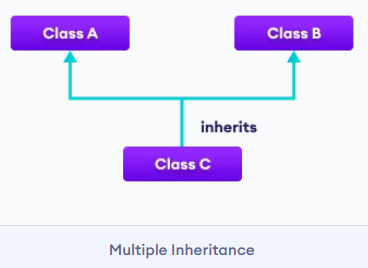 Class A
Class B
inherits
Class C
Multiple Inheritance